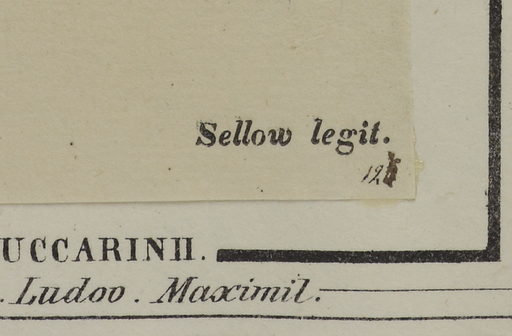 Sellow legit.
UCCARINII.
. Ludov. Maximil.